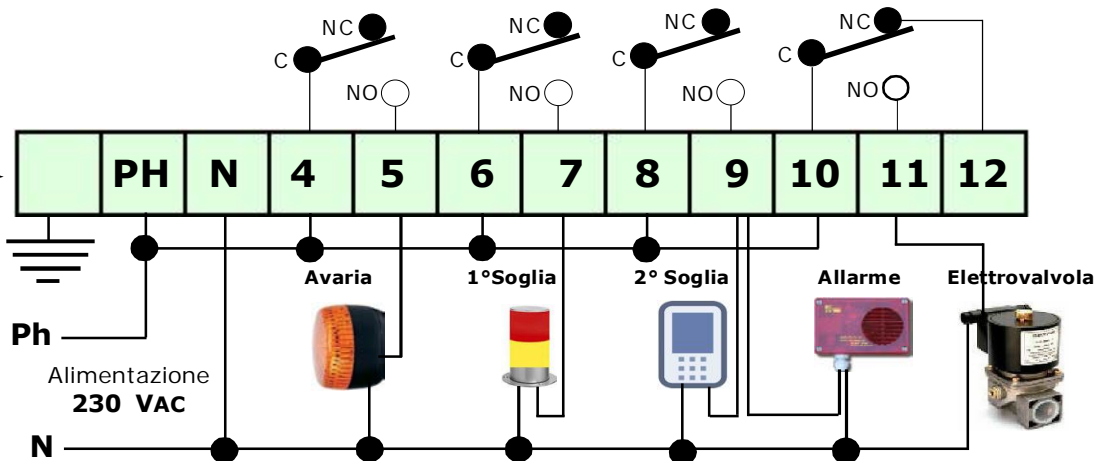 NC NC NC NC
C C C C
NO NO NO NO
PH N 4 5 6 7 8 9 10 11 12
Avaria 1°Soglia 2° Soglia Allarme Elettrovalvola
Ph
Alimentazione
230 VAC
N